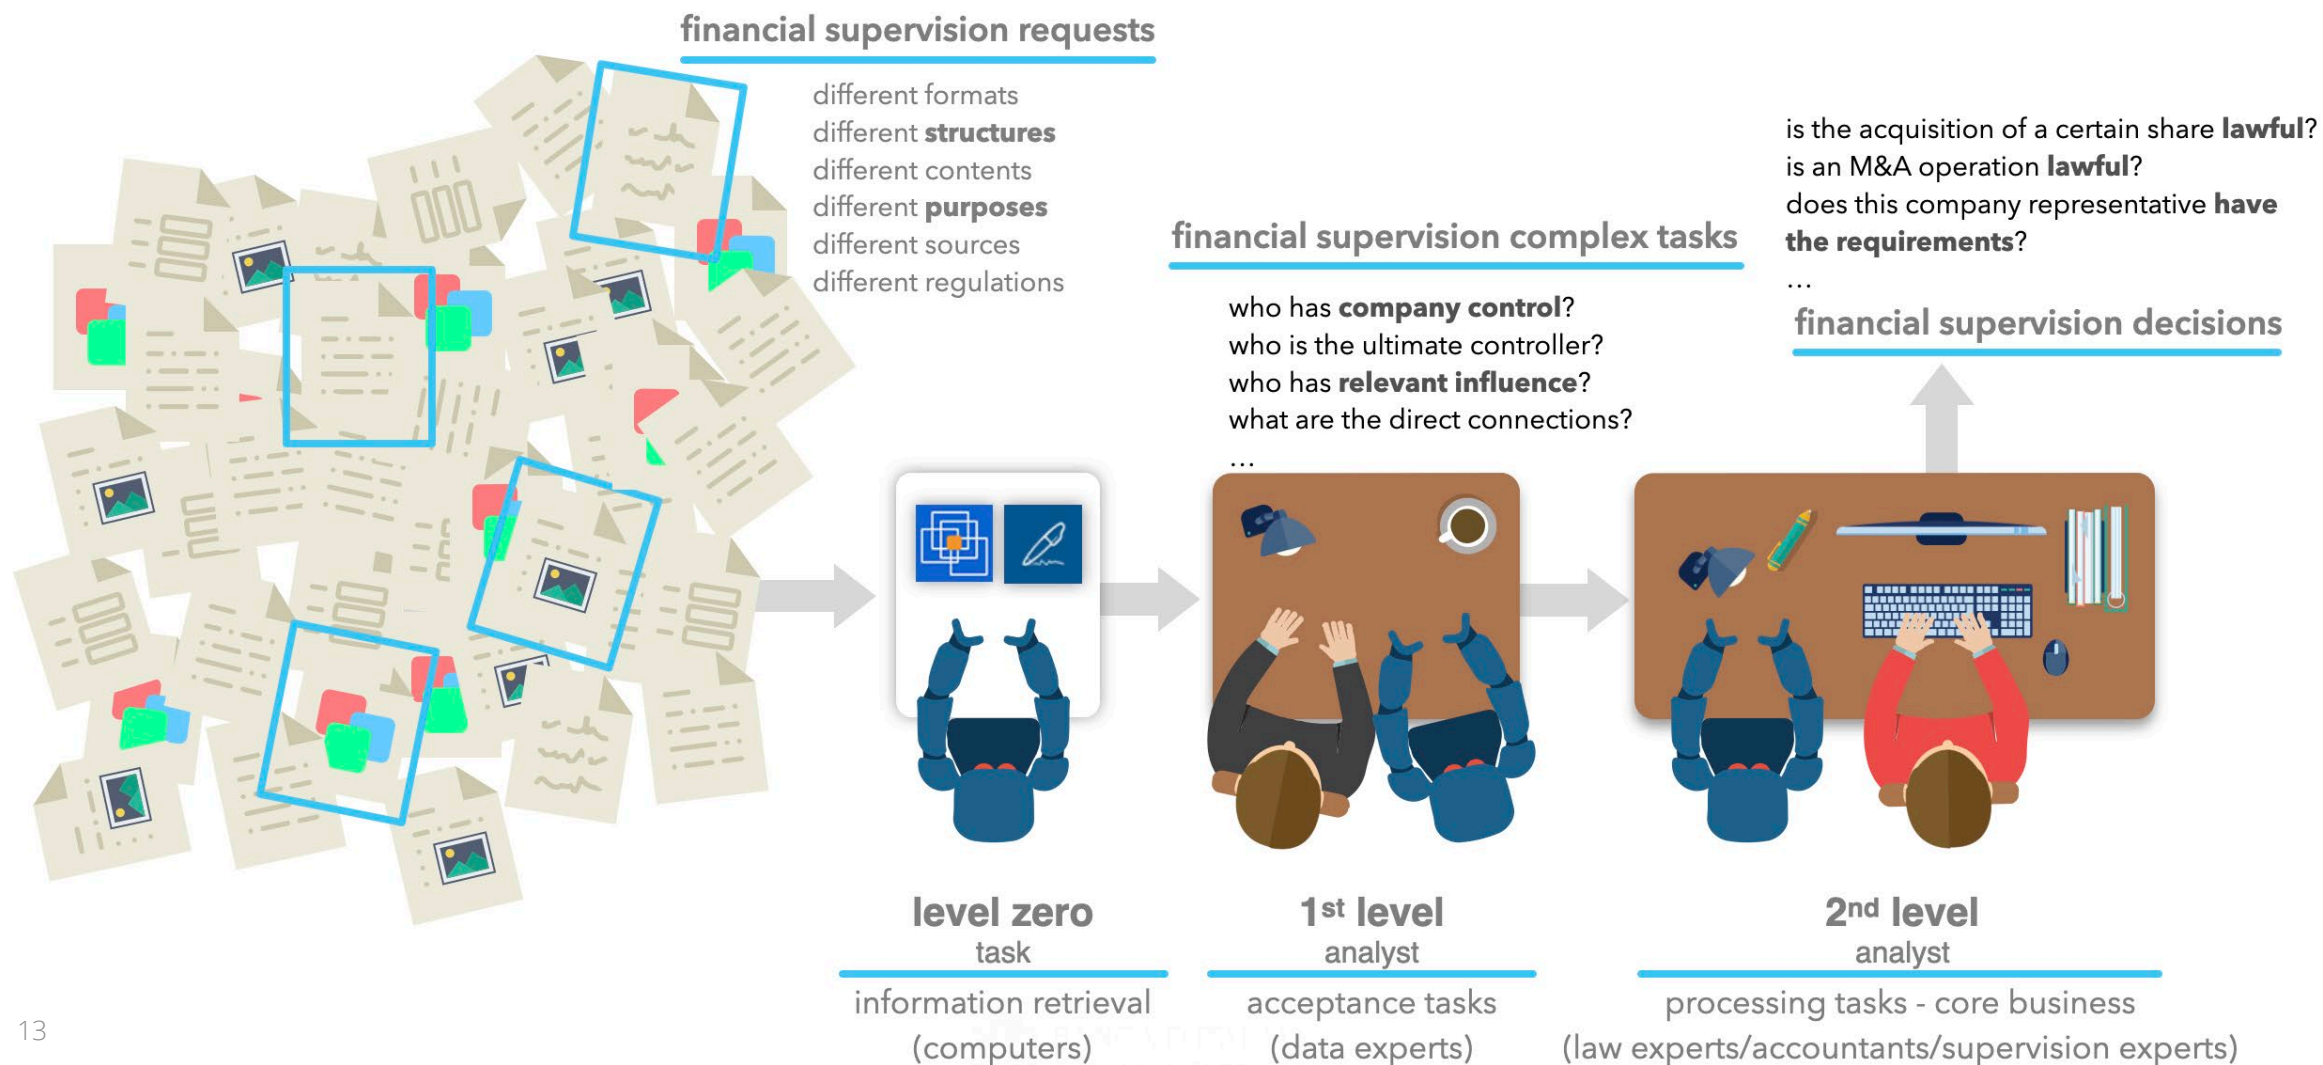 financial supervision requests
different formats
different structures
different contents
different purposes
different sources
different regulations
financial supervision complex tasks
who has company control?
who is the ultimate controller?
who has relevant influence?
what are the direct connections?
...
is the acquisition of a certain share lawful?
is an M&A operation lawful?
does this company representative have
the requirements?
...
financial supervision decisions
level zero
task
information retrieval
(computers)
1st level
analyst
acceptance tasks
(data experts)
2nd level
analyst
processing tasks - core business
(law experts/accountants/supervision experts)
13